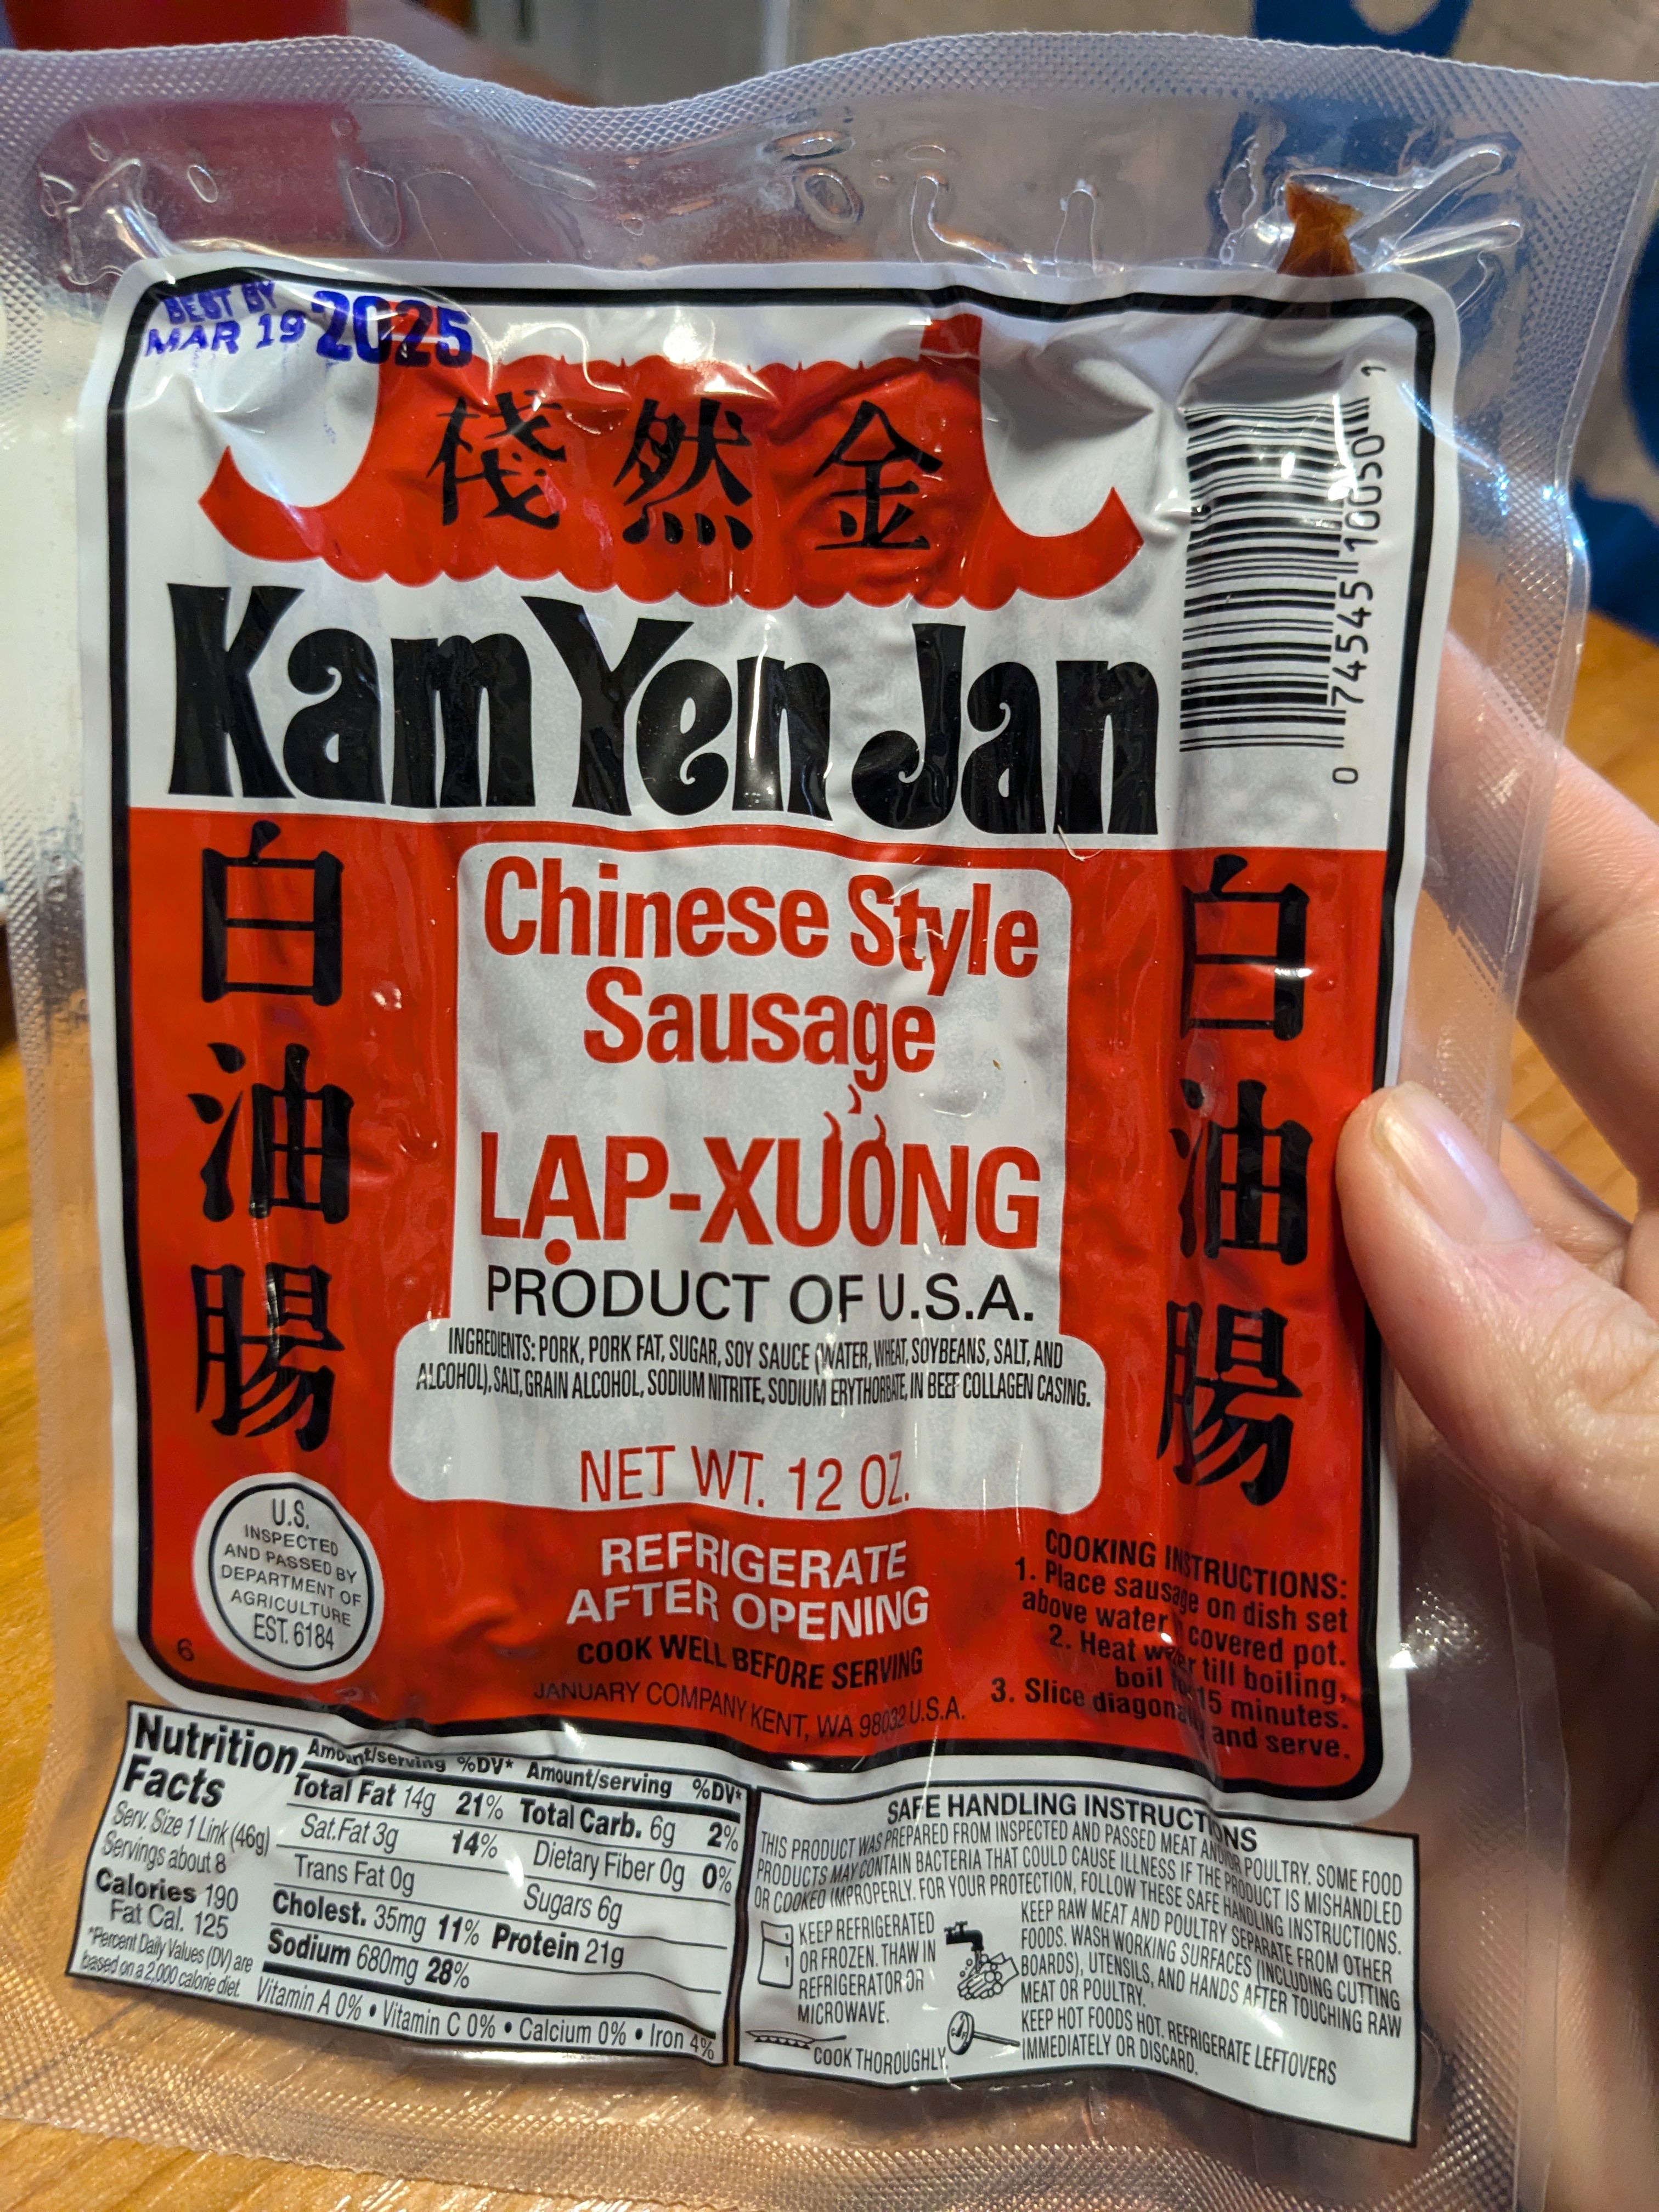 BEST BY
MAR 19 2025
棧然金
Kam Yen Jan
0 74545 10050 1
白油腸
Chinese Style
Sausage
LẠP-XƯỞNG
PRODUCT OF U.S.A.
INGREDIENTS: PORK, PORK FAT, SUGAR, SOY SAUCE (WATER, WHEAT, SOYBEANS, SALT, AND
ALCOHOL), SALT, GRAIN ALCOHOL, SODIUM NITRITE, SODIUM ERYTHORBATE, IN BEEF COLLAGEN CASING.
NET WT. 12 OZ.
白油腸
U.S.
INSPECTED
AND PASSED BY
DEPARTMENT OF
AGRICULTURE
EST. 6184
6
REFRIGERATE
AFTER OPENING
COOK WELL BEFORE SERVING
JANUARY COMPANY KENT, WA 98032 U.S.A.
COOKING INSTRUCTIONS:
1. Place sausage on dish set
above water covered pot.
2. Heat water till boiling,
boil for 15 minutes.
3. Slice diagonally and serve.
Nutrition
Facts
Serv. Size 1 Link (46g)
Servings about 8
Calories 190
Fat Cal. 125
*Percent Daily Values (DV) are
based on a 2,000 calorie diet.
Amount/serving %DV* Amount/serving %DV*
Total Fat 14g 21% Total Carb. 6g 2%
Sat.Fat 3g 14% Dietary Fiber 0g 0%
Trans Fat 0g Sugars 6g
Cholest. 35mg 11% Protein 21g
Sodium 680mg 28%
Vitamin A 0% • Vitamin C 0% • Calcium 0% • Iron 4%
SAFE HANDLING INSTRUCTIONS
THIS PRODUCT WAS PREPARED FROM INSPECTED AND PASSED MEAT AND/OR POULTRY. SOME FOOD
PRODUCTS MAY CONTAIN BACTERIA THAT COULD CAUSE ILLNESS IF THE PRODUCT IS MISHANDLED
OR COOKED IMPROPERLY. FOR YOUR PROTECTION, FOLLOW THESE SAFE HANDLING INSTRUCTIONS.
KEEP REFRIGERATED
OR FROZEN. THAW IN
REFRIGERATOR OR
MICROWAVE.
KEEP RAW MEAT AND POULTRY SEPARATE FROM OTHER
FOODS. WASH WORKING SURFACES (INCLUDING CUTTING
BOARDS), UTENSILS, AND HANDS AFTER TOUCHING RAW
MEAT OR POULTRY.
COOK THOROUGHLY.
KEEP HOT FOODS HOT. REFRIGERATE LEFTOVERS
IMMEDIATELY OR DISCARD.